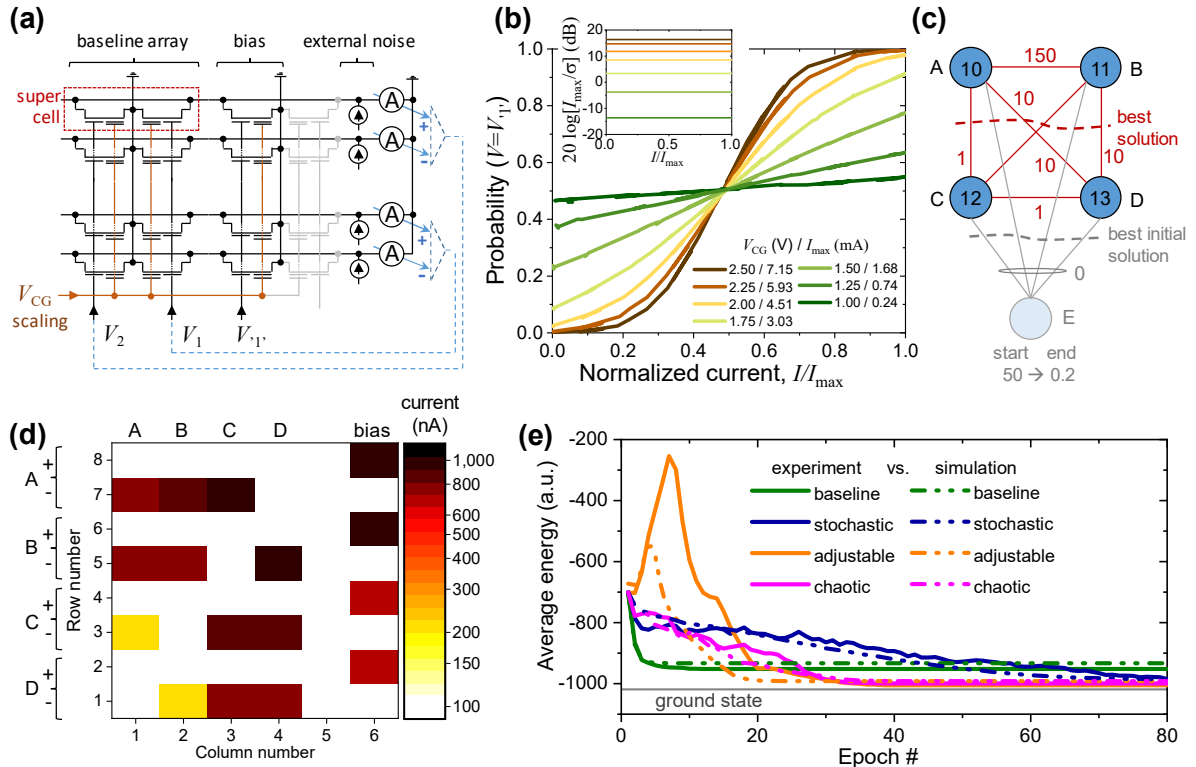 (a)
baseline array
bias
external noise
super
cell
A
+
-
A
A
+
-
A
V_CG
scaling
V_2
V_1
V_'1'
(b)
Probability (V=V_'1')
1.0
0.8
0.6
0.4
0.2
0.0
0.0 0.2 0.4 0.6 0.8 1.0
Normalized current, I/I_max
20 log[I_max/σ] (dB)
20
10
0
-10
-20
0.0 0.5 1.0
I/I_max
V_CG (V) / I_max (mA)
2.50 / 7.15
2.25 / 5.93
2.00 / 4.51
1.75 / 3.03
1.50 / 1.68
1.25 / 0.74
1.00 / 0.24
(c)
A 10 150 11 B
10
best
solution
1 10 10
C 12 13 D
1
best initial
solution
0
E
start end
50 → 0.2
(d)
A B C D bias
current
(nA)
A + -
B + -
C + -
D + -
Row number
8
7
6
5
4
3
2
1
1 2 3 4 5 6
Column number
1,000
800
600
500
400
300
200
150
100
(e)
Average energy (a.u.)
-200
-400
-600
-800
-1000
experiment vs. simulation
baseline baseline
stochastic stochastic
adjustable adjustable
chaotic chaotic
ground state
0 20 40 60 80
Epoch #